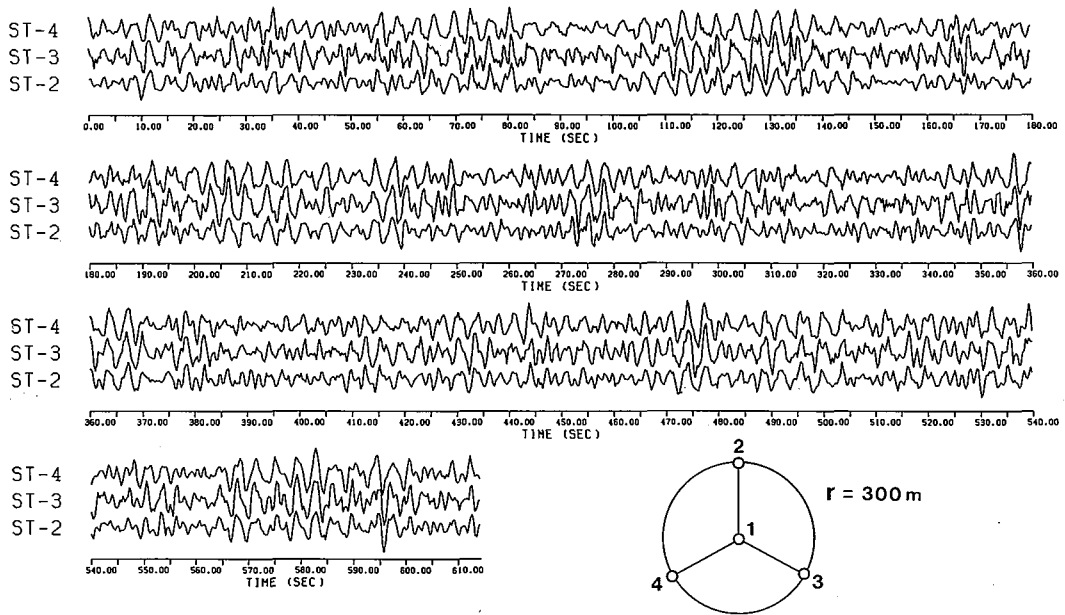 ST-4
ST-3
ST-2
0.00 10.00 20.00 30.00 40.00 50.00 60.00 70.00 80.00 90.00 100.00 110.00 120.00 130.00 140.00 150.00 160.00 170.00 180.00
TIME (SEC)
ST-4
ST-3
ST-2
180.00 190.00 200.00 210.00 220.00 230.00 240.00 250.00 260.00 270.00 280.00 290.00 300.00 310.00 320.00 330.00 340.00 350.00 360.00
TIME (SEC)
ST-4
ST-3
ST-2
360.00 370.00 380.00 390.00 400.00 410.00 420.00 430.00 440.00 450.00 460.00 470.00 480.00 490.00 500.00 510.00 520.00 530.00 540.00
TIME (SEC)
ST-4
ST-3
ST-2
540.00 550.00 560.00 570.00 580.00 590.00 600.00 610.00
TIME (SEC)
2
r = 300 m
1
4
3